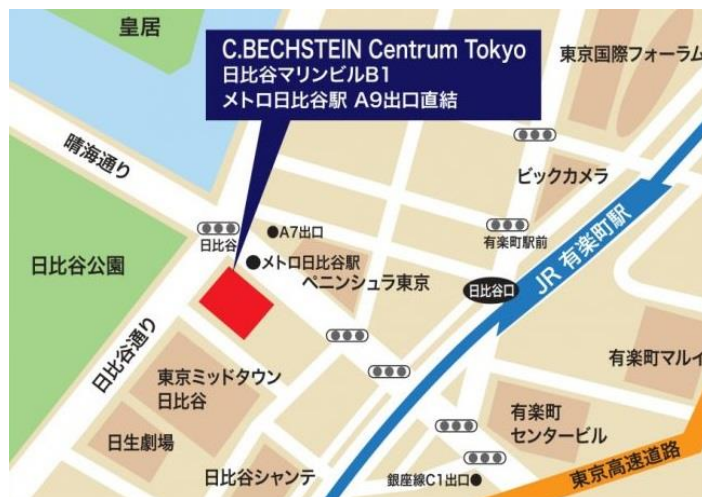 皇居
C.BECHSTEIN Centrum Tokyo
日比谷マリンビルB1
メトロ日比谷駅 A9出口直結
東京国際フォーラム
晴海通り
ビックカメラ
日比谷
A7出口
有楽町駅前
JR 有楽町駅
日比谷公園
メトロ日比谷駅
ペニンシュラ東京
日比谷口
日比谷通り
東京ミッドタウン
日比谷
有楽町マルイ
日生劇場
有楽町
センタービル
日比谷シャンテ
銀座線C1出口
東京高速道路